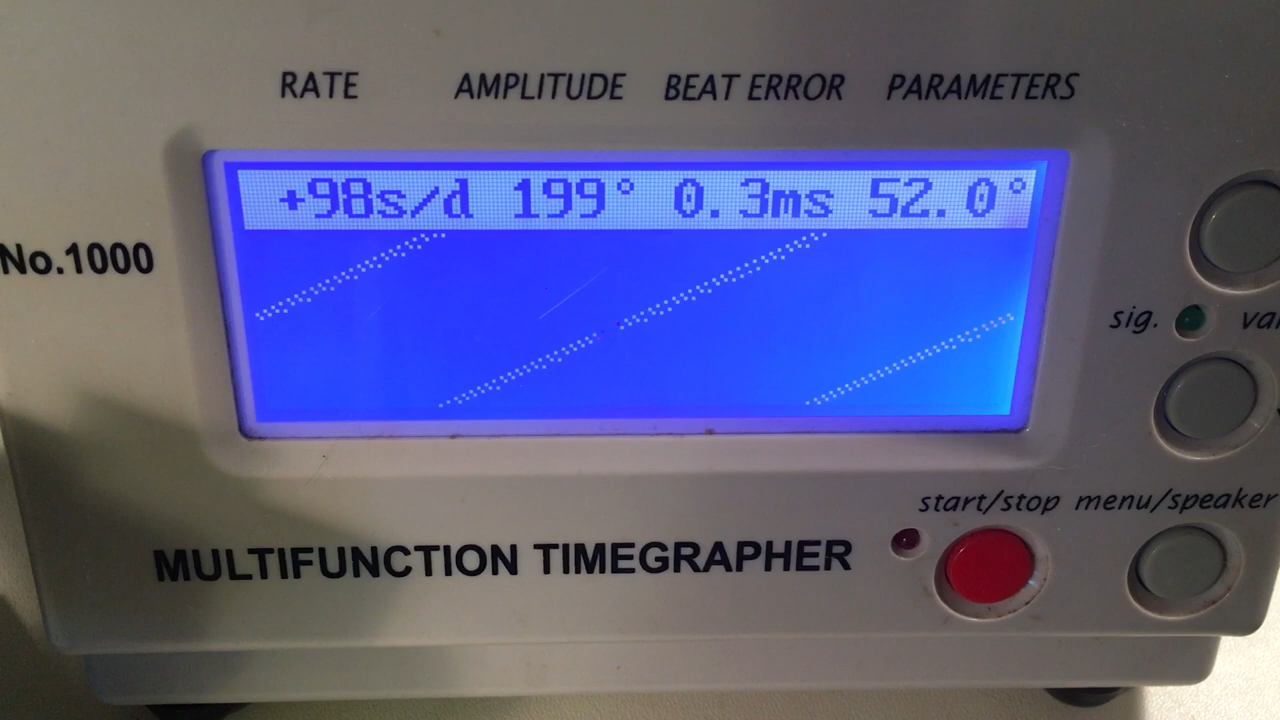 RATE AMPLITUDE BEAT ERROR PARAMETERS
+98s/d 199° 0.3ms 52.0°
No.1000
sig.
start/stop menu/speaker
MULTIFUNCTION TIMEGRAPHER